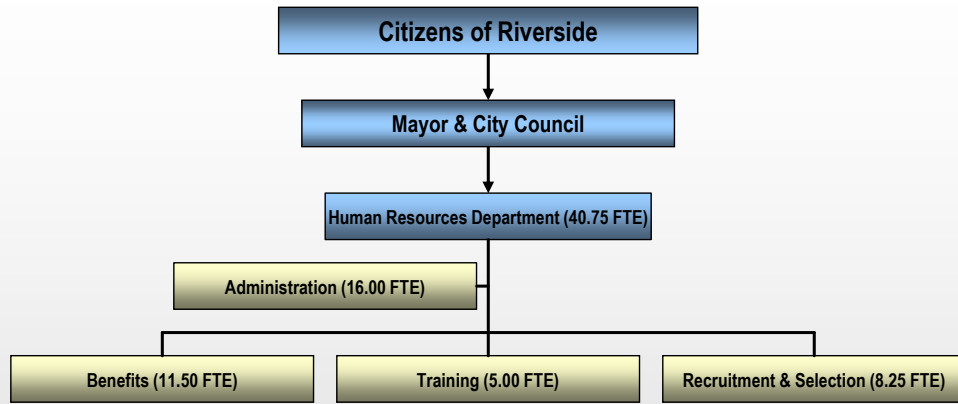 Citizens of Riverside
Mayor & City Council
Human Resources Department (40.75 FTE)
Administration (16.00 FTE)
Benefits (11.50 FTE)
Training (5.00 FTE)
Recruitment & Selection (8.25 FTE)